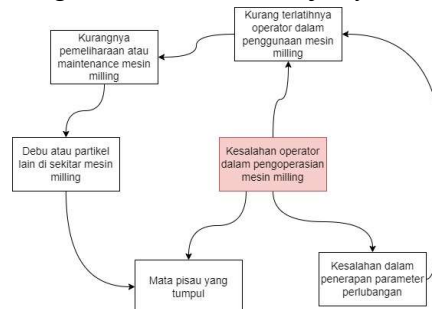 Kurang terlatihnya
operator dalam
penggunaan mesin
milling
Kurangnya
pemeliharaan atau
maintenance mesin
milling
Debu atau partikel
lain di sekitar mesin
milling
Kesalahan operator
dalam pengoperasian
mesin milling
Mata pisau yang
tumpul
Kesalahan dalam
penerapan parameter
perlubangan